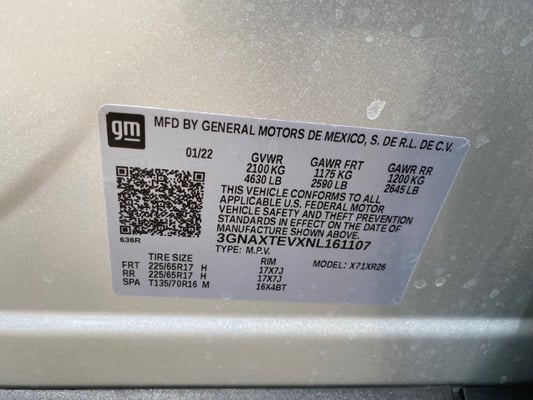 gm
MFD BY GENERAL MOTORS DE MEXICO, S. DE R.L. DE C.V.
01/22 GVWR GAWR FRT GAWR RR
2100 KG 1175 KG 1200 KG
4630 LB 2590 LB 2645 LB
THIS VEHICLE CONFORMS TO ALL
APPLICABLE U.S. FEDERAL MOTOR
VEHICLE SAFETY AND THEFT PREVENTION
STANDARDS IN EFFECT ON THE DATE OF
MANUFACTURE SHOWN ABOVE.
636R 3GNAXTEVXNL161107
TYPE: M.P.V.
TIRE SIZE RIM MODEL: X71XR26
FRT 225/65R17 H 17X7J
RR 225/65R17 H 17X7J
SPA T135/70R16 M 16X4BT